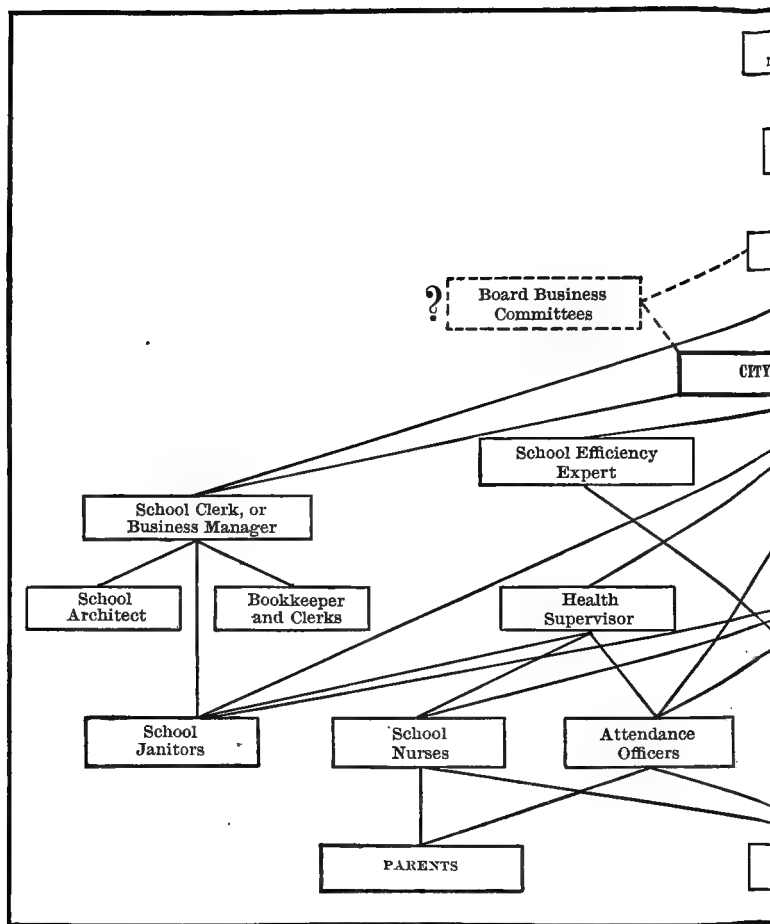 ?
Board Business
Committees
CITY
School Efficiency
Expert
School Clerk, or
Business Manager
School
Architect
Bookkeeper
and Clerks
Health
Supervisor
School
Janitors
School
Nurses
Attendance
Officers
PARENTS